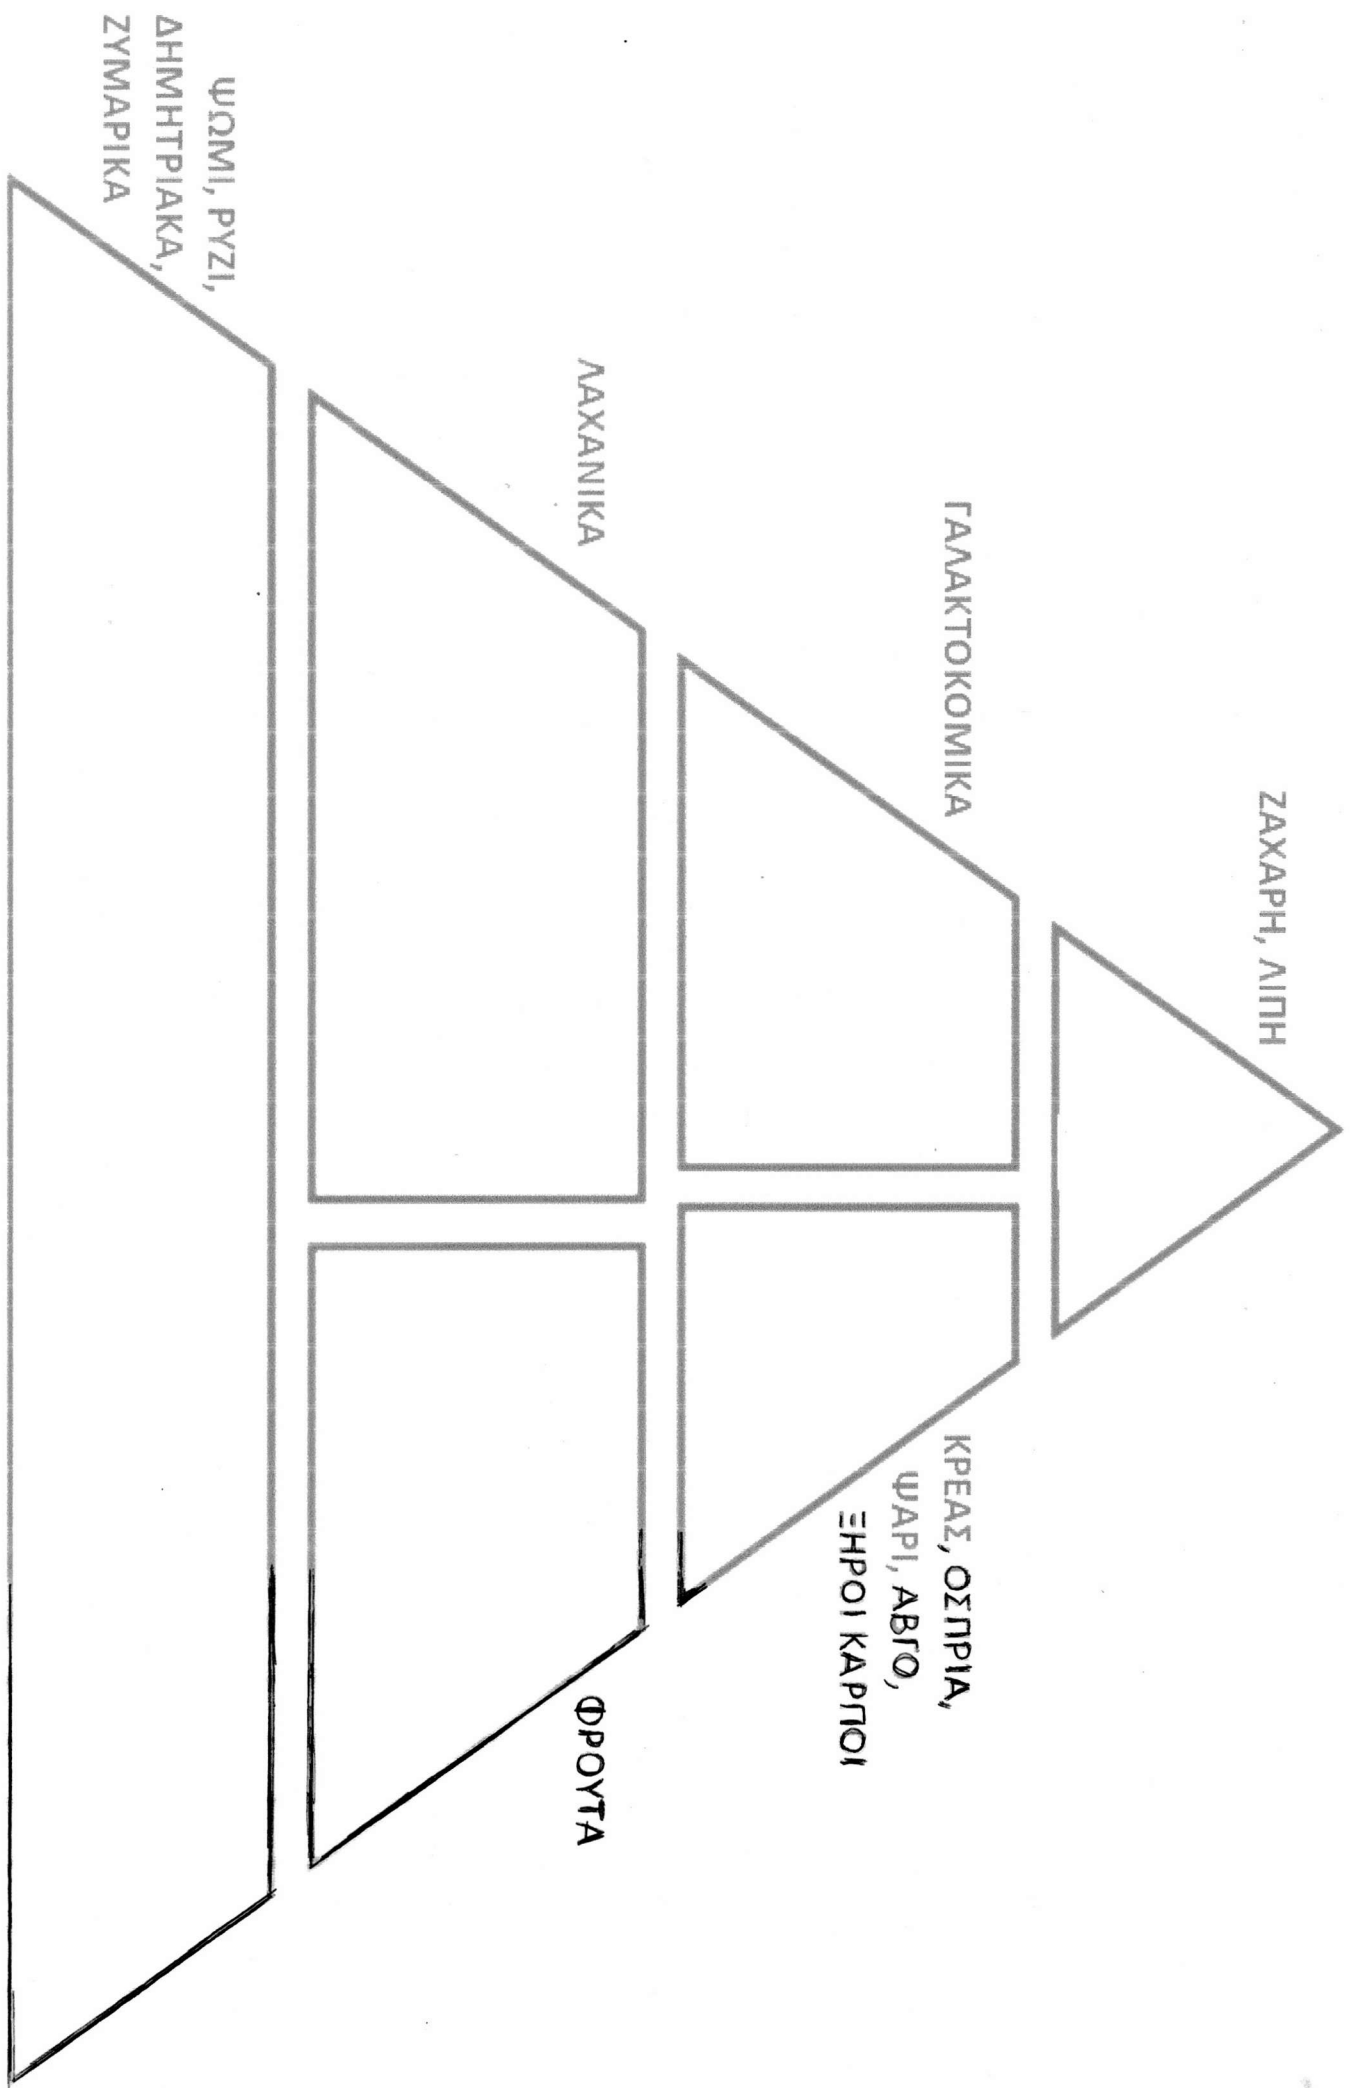 ΖΑΧΑΡΗ, ΛΙΠΗ
ΓΑΛΑΚΤΟΚΟΜΙΚΑ
ΚΡΕΑΣ, ΟΣΠΡΙΑ,
ΨΑΡΙ, ΑΒΓΟ,
ΞΗΡΟΙ ΚΑΡΠΟΙ
ΛΑΧΑΝΙΚΑ
ΦΡΟΥΤΑ
ΨΩΜΙ, ΡΥΖΙ,
ΔΗΜΗΤΡΙΑΚΑ,
ΖΥΜΑΡΙΚΑ